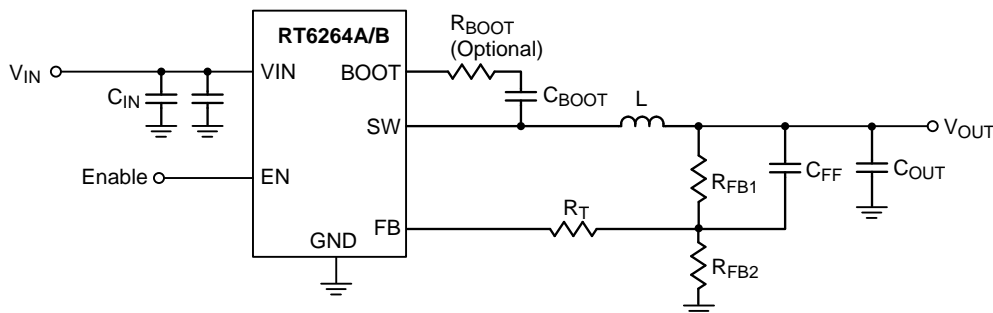 RT6264A/B
R_BOOT
(Optional)
V_IN
VIN
BOOT
C_IN
C_BOOT
L
SW
V_OUT
Enable
EN
R_FB1
C_FF
C_OUT
R_T
FB
GND
R_FB2